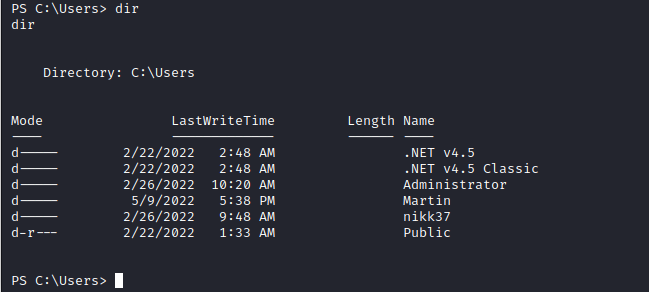 PS C:\Users> dir
dir
Directory: C:\Users
Mode LastWriteTime Length Name
---- ------------- ------ ----
d----- 2/22/2022 2:48 AM .NET v4.5
d----- 2/22/2022 2:48 AM .NET v4.5 Classic
d----- 2/26/2022 10:20 AM Administrator
d----- 5/9/2022 5:38 PM Martin
d----- 2/26/2022 9:48 AM nikk37
d-r--- 2/22/2022 1:33 AM Public
PS C:\Users>